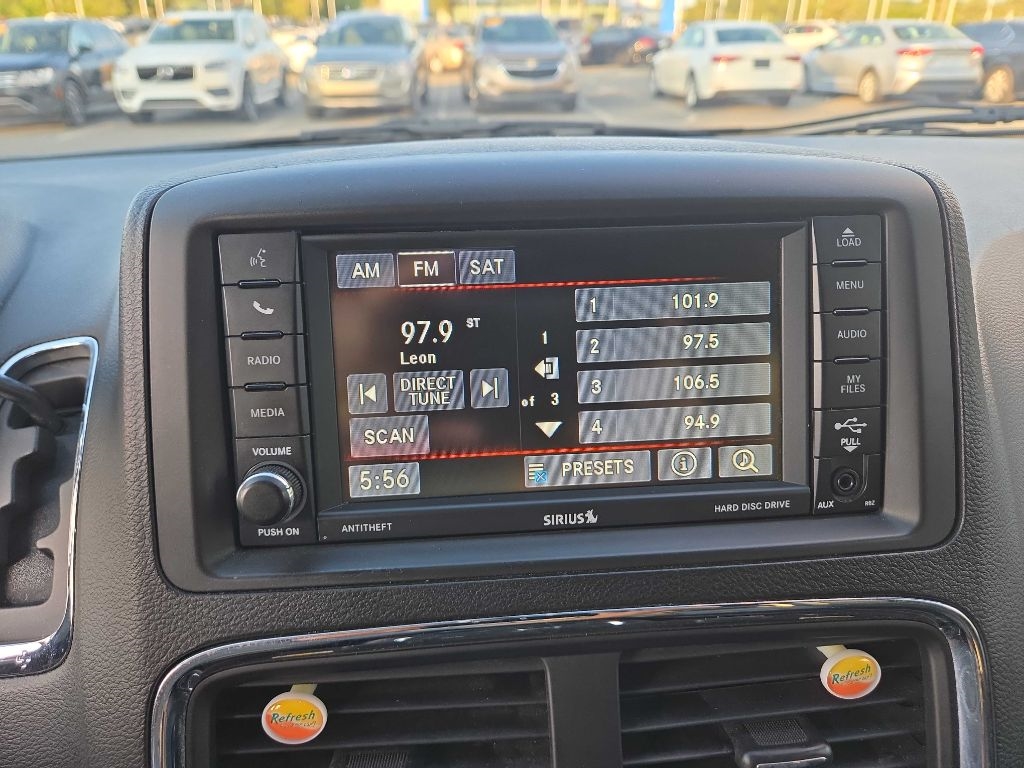 AM FM SAT
97.9 ST
Leon
DIRECT
TUNE
SCAN
5:56
1
of 3
1 101.9
2 97.5
3 106.5
4 94.9
PRESETS
RADIO
MEDIA
VOLUME
PUSH ON
LOAD
MENU
AUDIO
MY
FILES
PULL
AUX RBZ
ANTITHEFT
SIRIUS
HARD DISC DRIVE
Refresh
Refresh